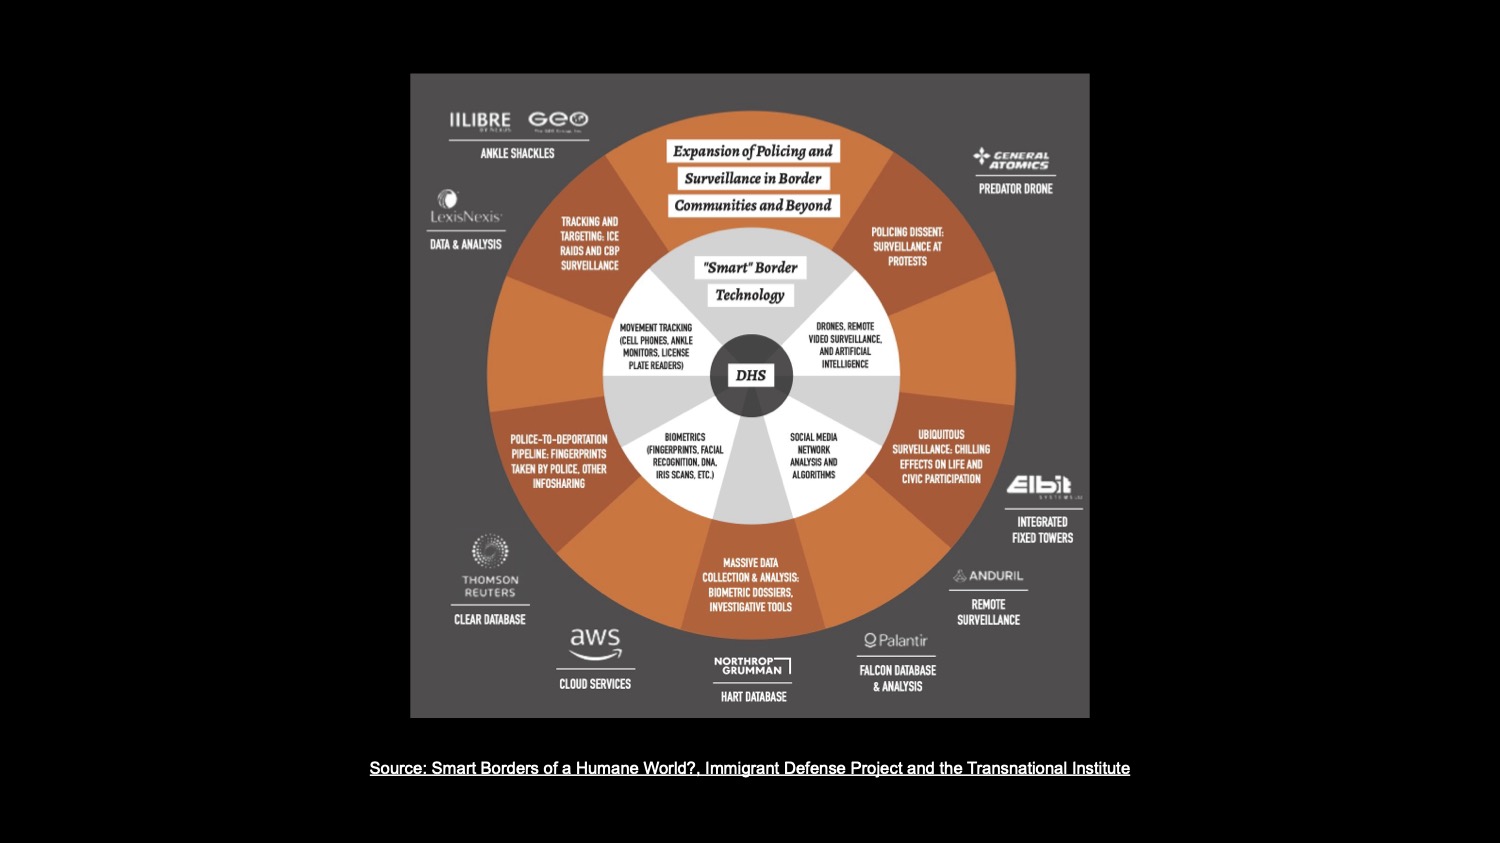 LIBRE
GEO
The GEO Group, Inc.
ANKLE SHACKLES
LexisNexis
DATA & ANALYSIS
GENERAL
ATOMICS
PREDATOR DRONE
Expansion of Policing and
Surveillance in Border
Communities and Beyond
TRACKING AND
TARGETING: ICE
RAIDS AND CBP
SURVEILLANCE
POLICING DISSENT:
SURVEILLANCE AT
PROTESTS
"Smart" Border
Technology
MOVEMENT TRACKING
(CELL PHONES, ANKLE
MONITORS, LICENSE
PLATE READERS)
DRONES, REMOTE
VIDEO SURVEILLANCE,
AND ARTIFICIAL
INTELLIGENCE
DHS
POLICE-TO-DEPORTATION
PIPELINE: FINGERPRINTS
TAKEN BY POLICE, OTHER
INFOSHARING
BIOMETRICS
(FINGERPRINTS, FACIAL
RECOGNITION, DNA,
IRIS SCANS, ETC.)
SOCIAL MEDIA
NETWORK
ANALYSIS AND
ALGORITHMS
UBIQUITOUS
SURVEILLANCE: CHILLING
EFFECTS ON LIFE AND
CIVIC PARTICIPATION
Elbit
SYSTEMS
INTEGRATED
FIXED TOWERS
MASSIVE DATA
COLLECTION & ANALYSIS:
BIOMETRIC DOSSIERS,
INVESTIGATIVE TOOLS
THOMSON
REUTERS
CLEAR DATABASE
ANDURIL
REMOTE
SURVEILLANCE
aws
CLOUD SERVICES
NORTHROP
GRUMMAN
HART DATABASE
Palantir
FALCON DATABASE
& ANALYSIS
Source: Smart Borders of a Humane World?, Immigrant Defense Project and the Transnational Institute